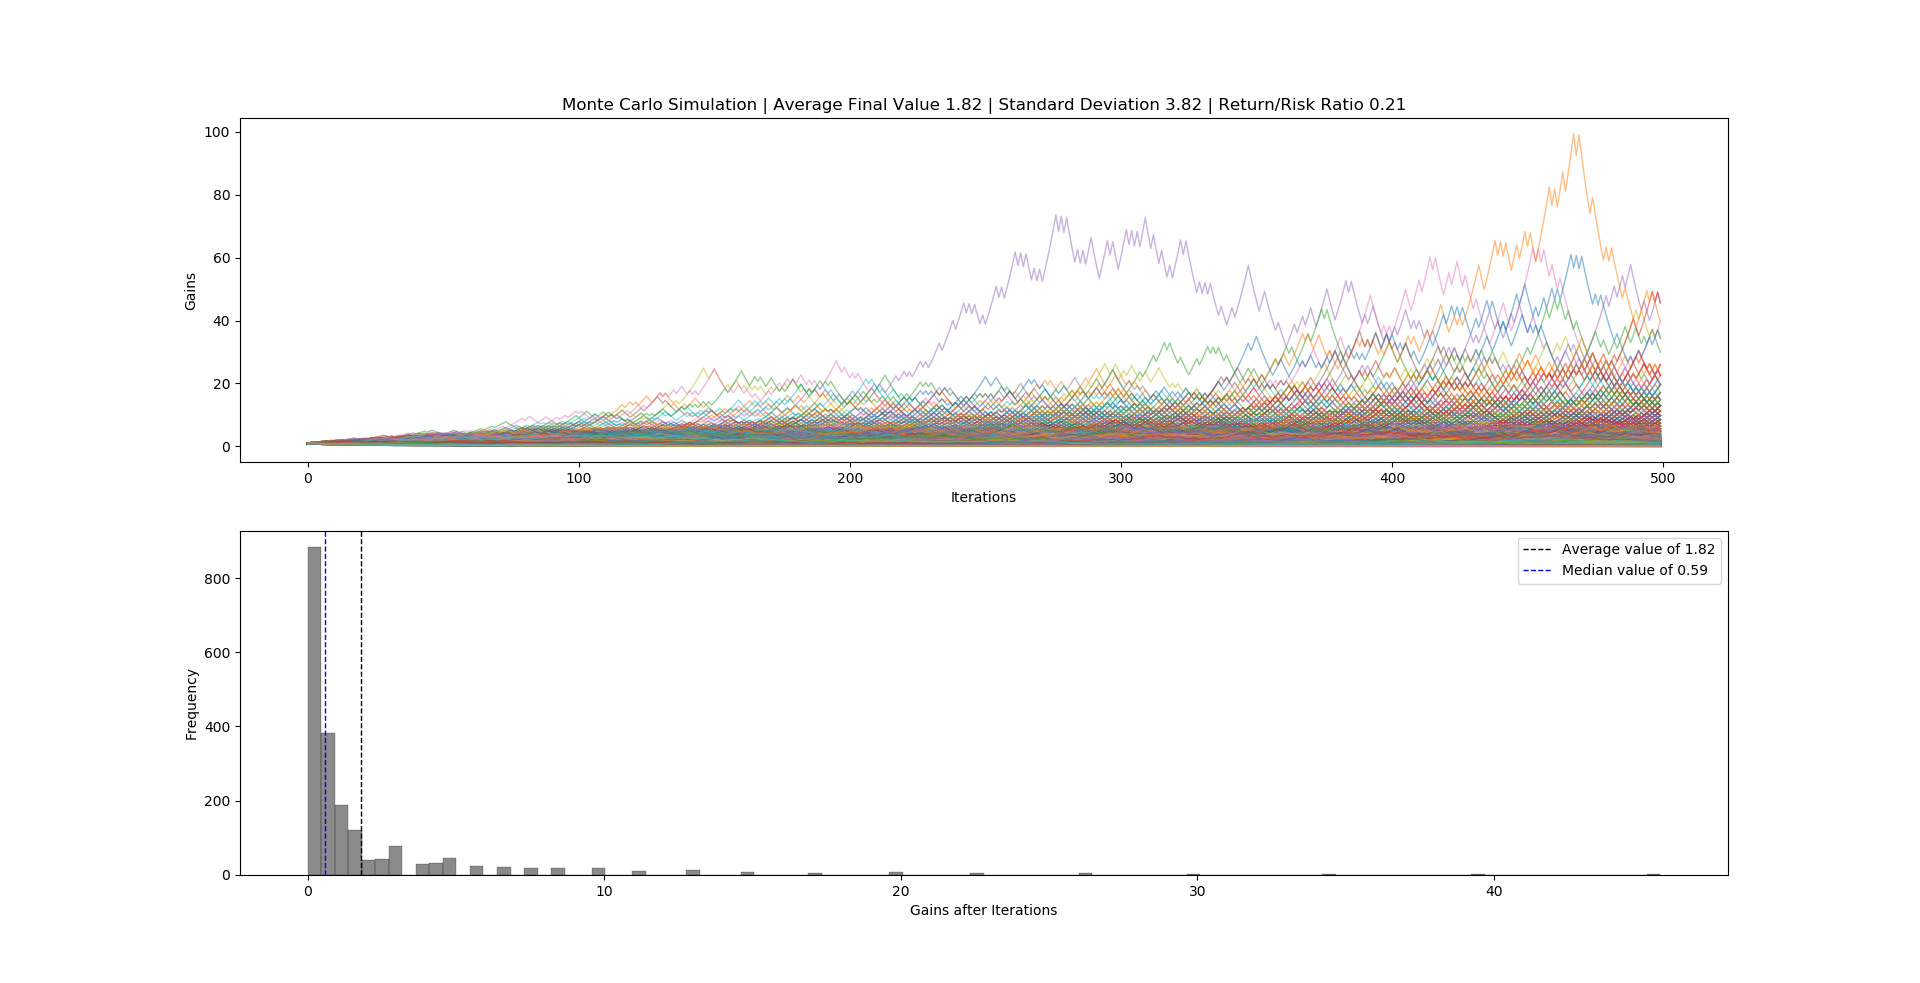 Monte Carlo Simulation | Average Final Value 1.82 | Standard Deviation 3.82 | Return/Risk Ratio 0.21
100
80
60
40
20
0
Gains
0 100 200 300 400 500
Iterations
800
600
400
200
0
Frequency
Average value of 1.82
Median value of 0.59
0 10 20 30 40
Gains after Iterations